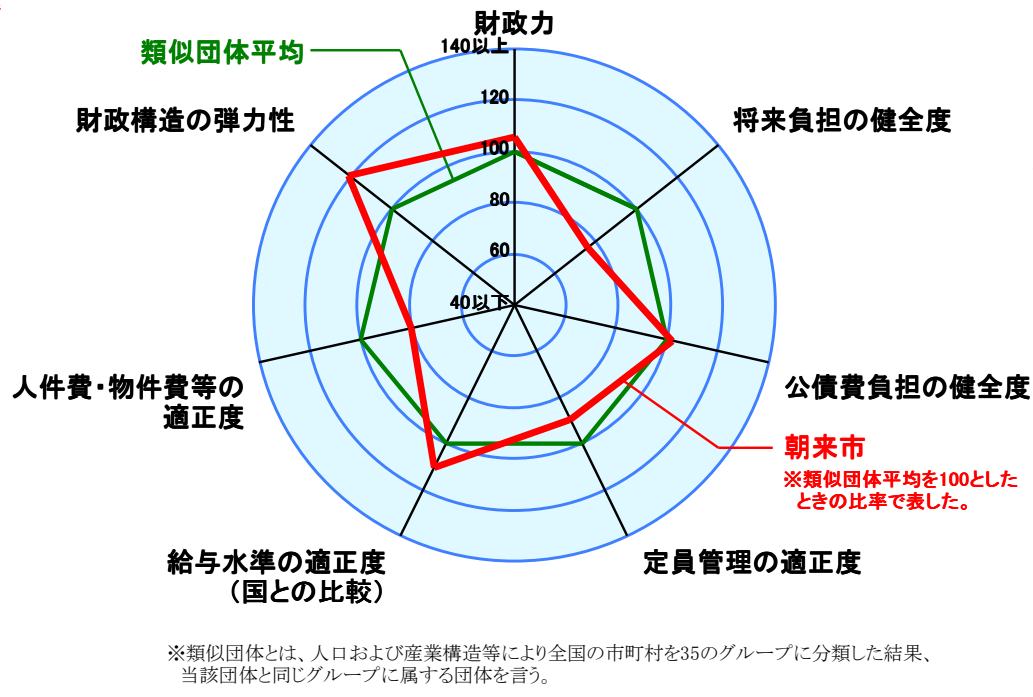 財政力
140以上
類似団体平均
120
財政構造の弾力性
将来負担の健全度
100
80
60
40以下
人件費・物件費等の
適正度
公債費負担の健全度
朝来市
※類似団体平均を100とした
ときの比率で表した。
給与水準の適正度
（国との比較）
定員管理の適正度
※類似団体とは、人口および産業構造等により全国の市町村を35のグループに分類した結果、
当該団体と同じグループに属する団体を言う。